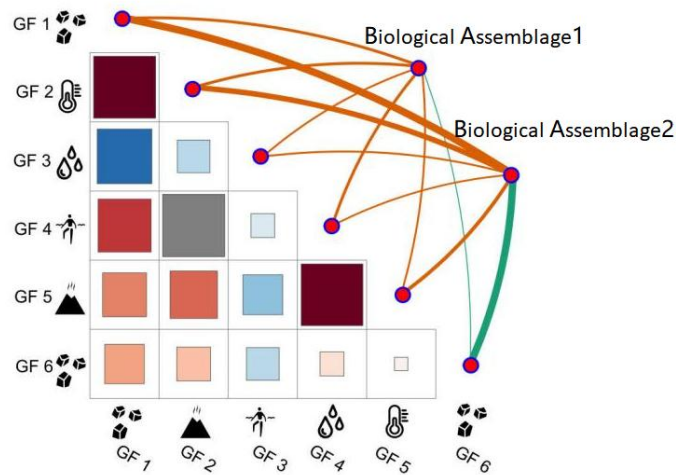 GF 1
Biological Assemblage1
GF 2
Biological Assemblage2
GF 3
GF 4
GF 5
GF 6
GF 1
GF 2
GF 3
GF 4
GF 5
GF 6